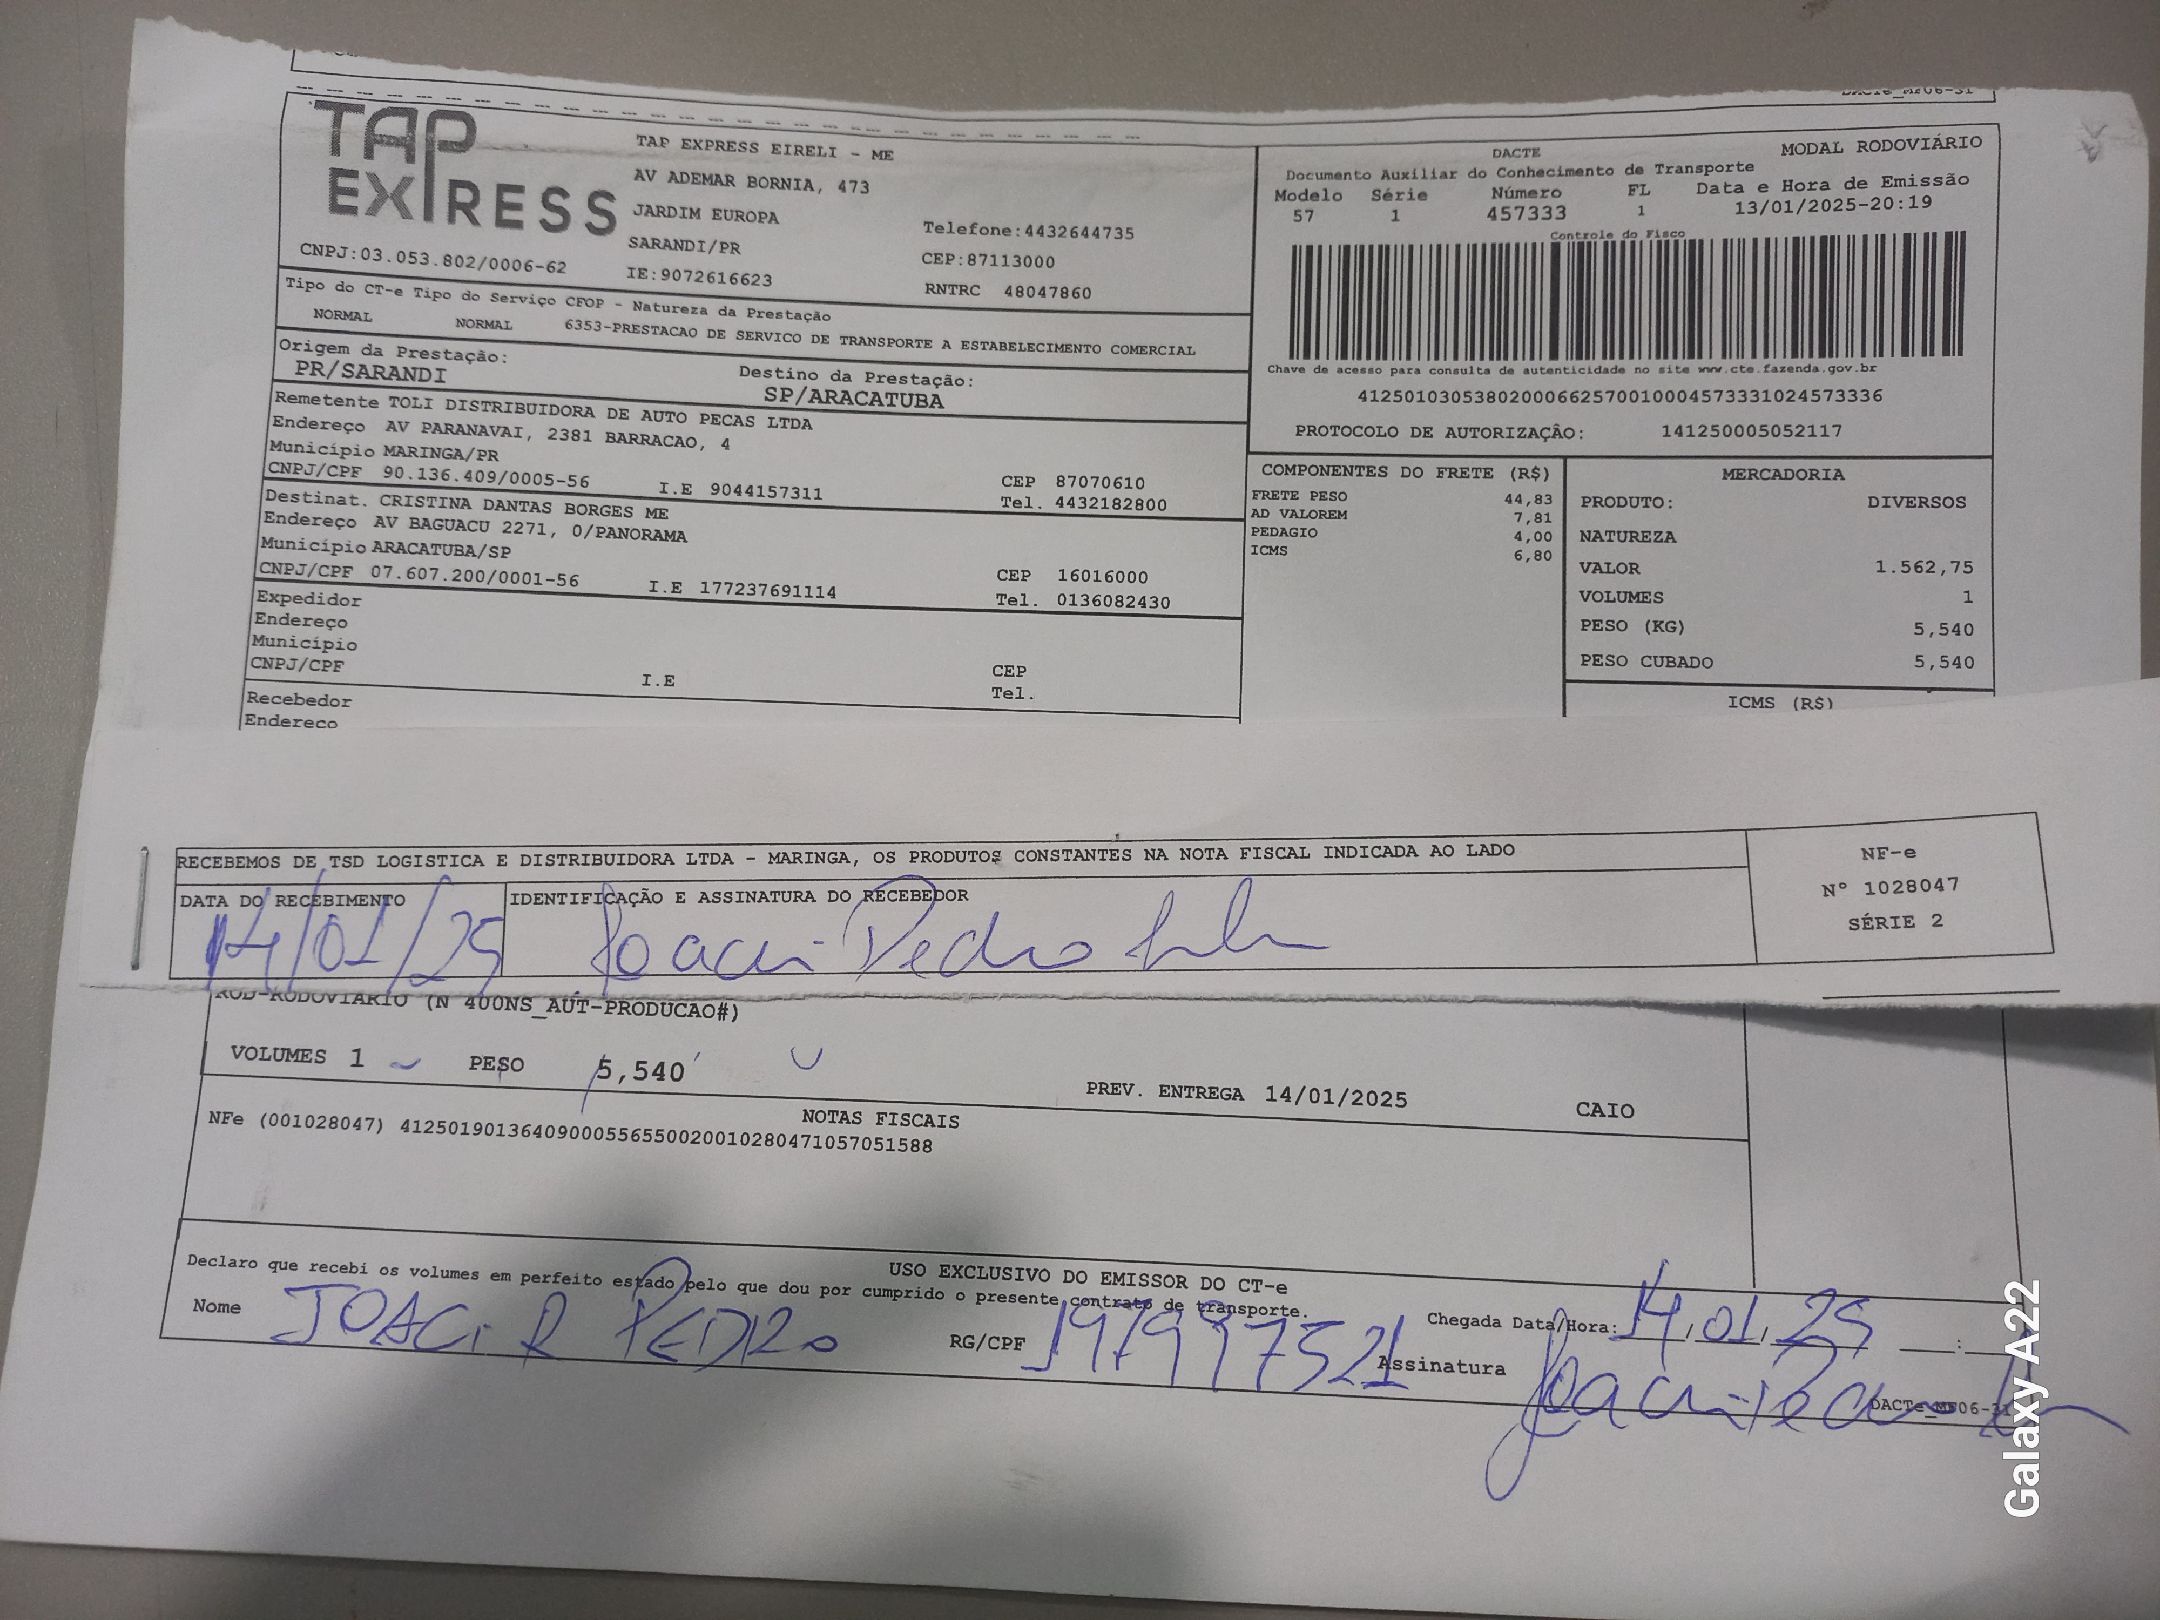 DACTe_MF06-31
TAP EXPRESS
TAP EXPRESS EIRELI - ME
AV ADEMAR BORNIA, 473
JARDIM EUROPA
SARANDI/PR
Telefone:4432644735
CNPJ:03.053.802/0006-62
IE:9072616623
CEP:87113000
RNTRC 48047860
DACTE
MODAL RODOVIÁRIO
Documento Auxiliar do Conhecimento de Transporte
Modelo Série Número FL Data e Hora de Emissão
57 1 457333 1 13/01/2025-20:19
Controle do Fisco
Chave de acesso para consulta de autenticidade no site www.cte.fazenda.gov.br
41250103053802000662570010004573331024573336
PROTOCOLO DE AUTORIZAÇÃO: 141250005052117
Tipo do CT-e Tipo do Serviço CFOP - Natureza da Prestação
NORMAL NORMAL 6353-PRESTACAO DE SERVICO DE TRANSPORTE A ESTABELECIMENTO COMERCIAL
Origem da Prestação: Destino da Prestação:
PR/SARANDI SP/ARACATUBA
Remetente TOLI DISTRIBUIDORA DE AUTO PECAS LTDA
Endereço AV PARANAVAI, 2381 BARRACAO, 4
Município MARINGA/PR CEP 87070610
CNPJ/CPF 90.136.409/0005-56 I.E 9044157311 Tel. 4432182800
Destinat. CRISTINA DANTAS BORGES ME
Endereço AV BAGUACU 2271, 0/PANORAMA
Município ARACATUBA/SP CEP 16016000
CNPJ/CPF 07.607.200/0001-56 I.E 177237691114 Tel. 0136082430
Expedidor
Endereço
Município CEP
CNPJ/CPF I.E Tel.
Recebedor
Endereco
COMPONENTES DO FRETE (R$)
FRETE PESO 44,83
AD VALOREM 7,81
PEDAGIO 4,00
ICMS 6,80
MERCADORIA
PRODUTO: DIVERSOS
NATUREZA
VALOR 1.562,75
VOLUMES 1
PESO (KG) 5,540
PESO CUBADO 5,540
ICMS (R$)
RECEBEMOS DE TSD LOGISTICA E DISTRIBUIDORA LTDA - MARINGA, OS PRODUTOS CONSTANTES NA NOTA FISCAL INDICADA AO LADO
DATA DO RECEBIMENTO IDENTIFICAÇÃO E ASSINATURA DO RECEBEDOR
14/01/25 Joacir Pedro
NF-e
Nº 1028047
SÉRIE 2
ROD-RODOVIARIO (N 400NS_AUT-PRODUCAO#)
VOLUMES 1 PESO 5,540 PREV. ENTREGA 14/01/2025 CAIO
NOTAS FISCAIS
NFe (001028047) 41250190136409000556550020010280471057051588
USO EXCLUSIVO DO EMISSOR DO CT-e
Declaro que recebi os volumes em perfeito estado pelo que dou por cumprido o presente contrato de transporte.
Nome JOACiR PEDRO RG/CPF 197997521
Chegada Data/Hora: 14,01,25 :
Assinatura Joacir Pedro
DACTe_MF06-31
Galaxy A22